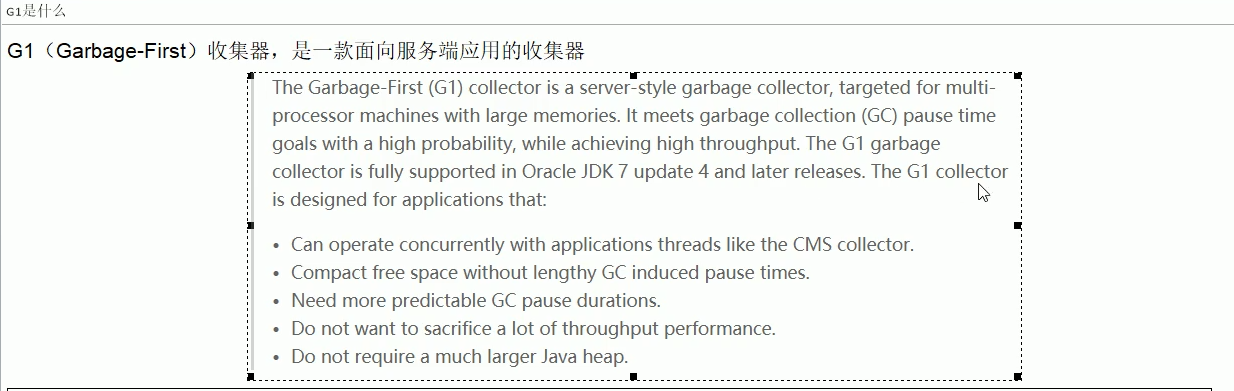 G1是什么
G1（Garbage-First）收集器，是一款面向服务端应用的收集器
The Garbage-First (G1) collector is a server-style garbage collector, targeted for multi-
processor machines with large memories. It meets garbage collection (GC) pause time
goals with a high probability, while achieving high throughput. The G1 garbage
collector is fully supported in Oracle JDK 7 update 4 and later releases. The G1 collector
is designed for applications that:
• Can operate concurrently with applications threads like the CMS collector.
• Compact free space without lengthy GC induced pause times.
• Need more predictable GC pause durations.
• Do not want to sacrifice a lot of throughput performance.
• Do not require a much larger Java heap.